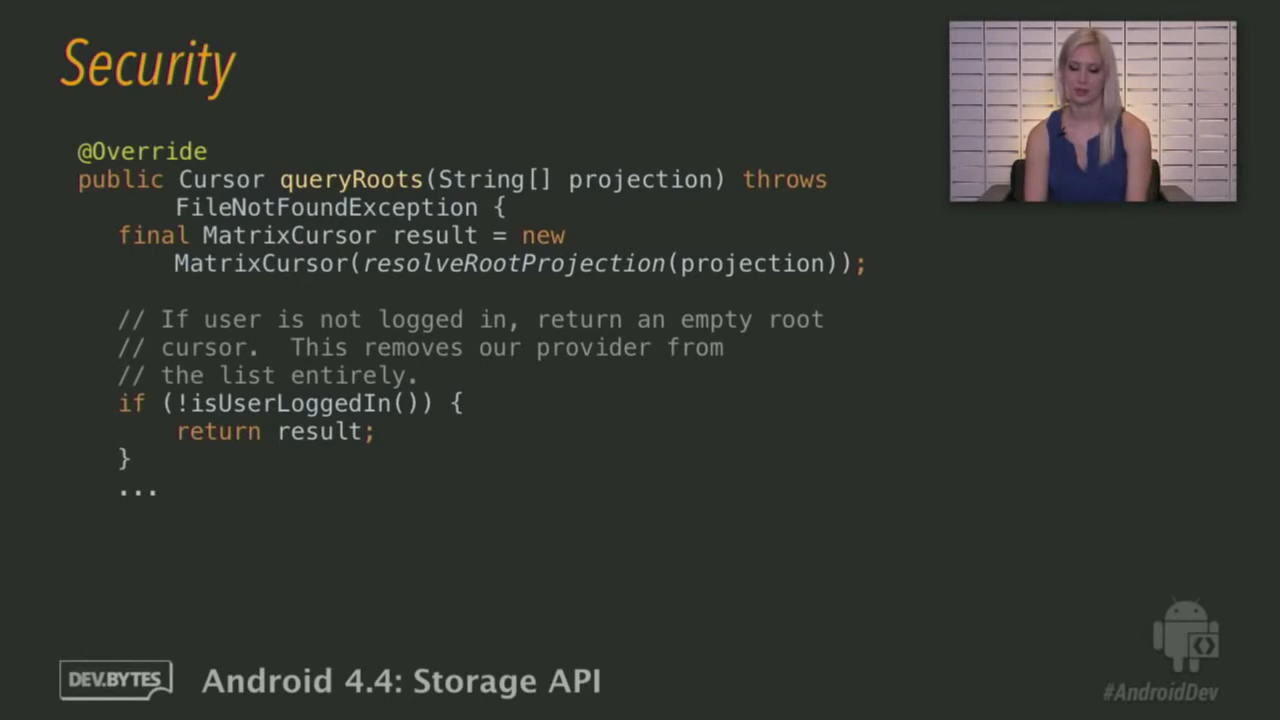 Security
@Override
public Cursor queryRoots(String[] projection) throws
FileNotFoundException {
final MatrixCursor result = new
MatrixCursor(resolveRootProjection(projection));
// If user is not logged in, return an empty root
// cursor.  This removes our provider from
// the list entirely.
if (!isUserLoggedIn()) {
return result;
}
...
DEV.BYTES
Android 4.4: Storage API
#AndroidDev